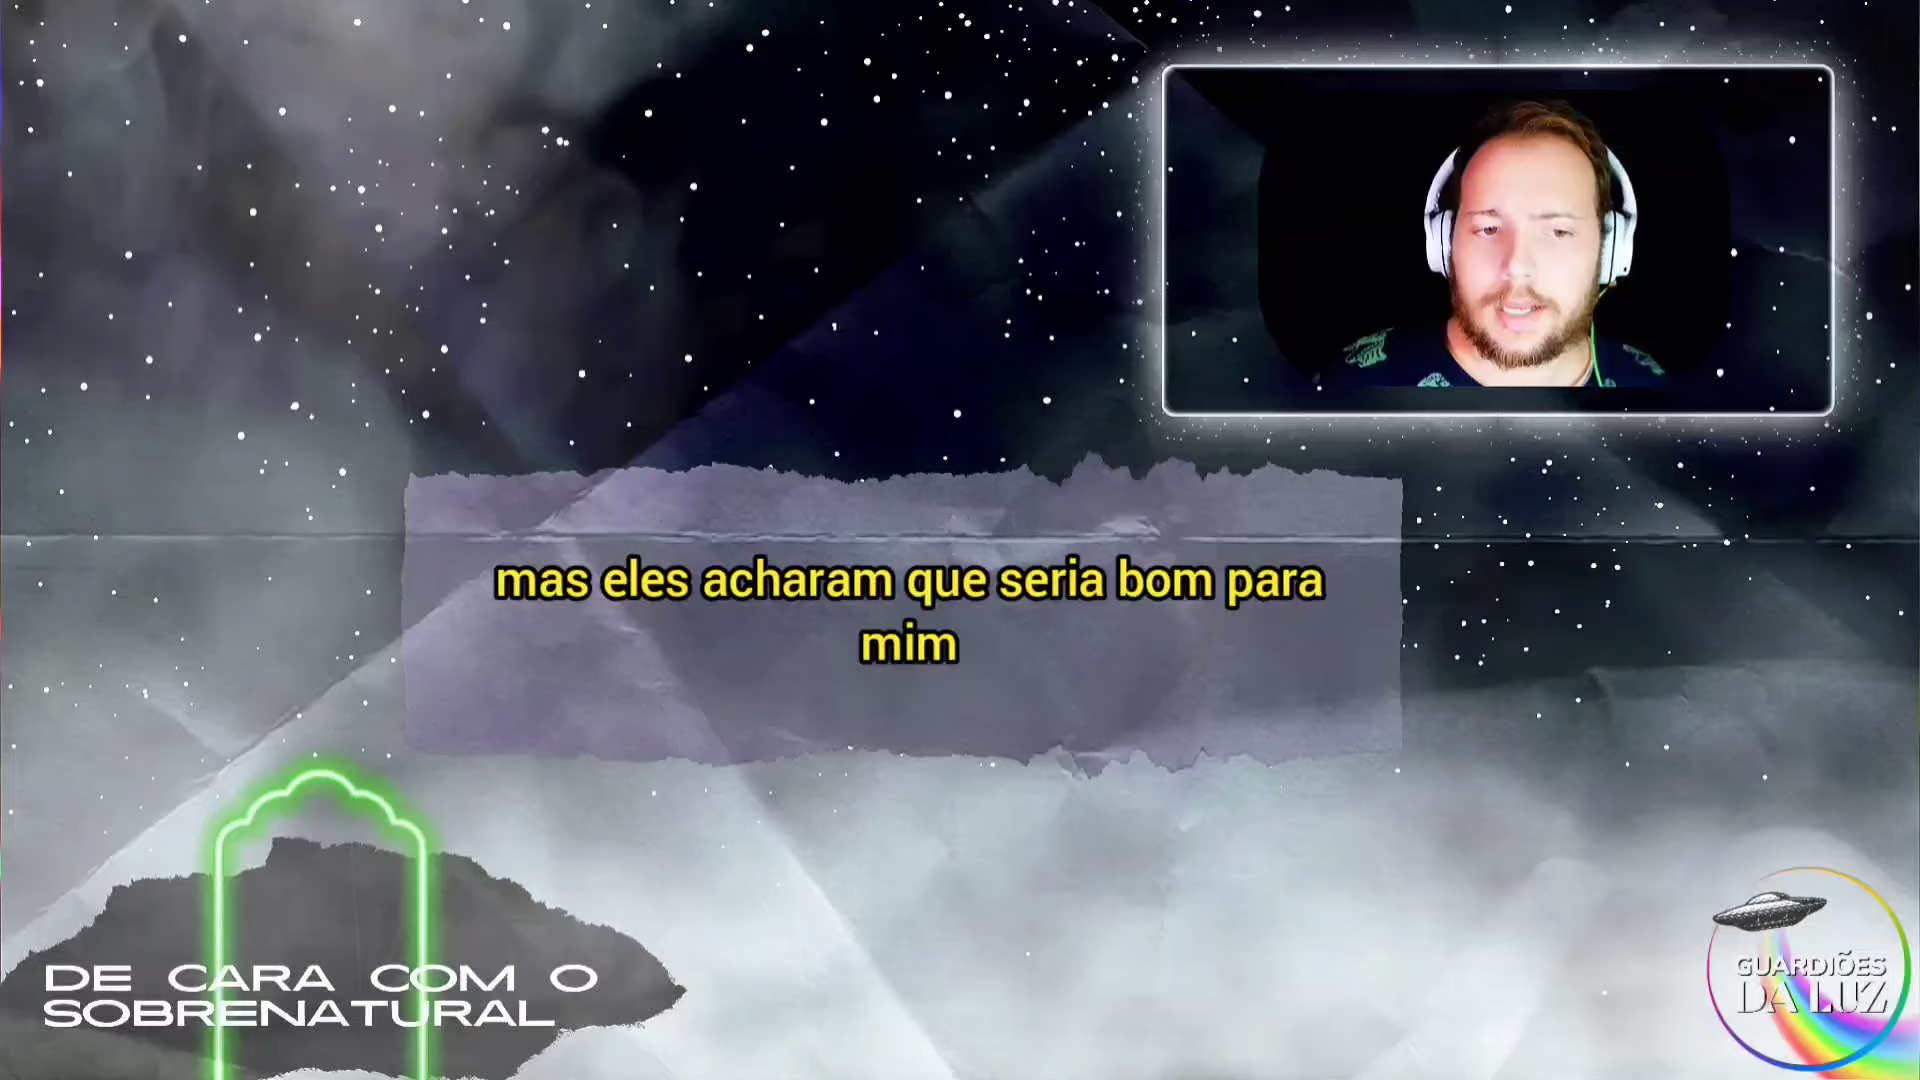 mas eles acharam que seria bom para
mim
DE CARA COM O
SOBRENATURAL
GUARDIÕES
DA LUZ